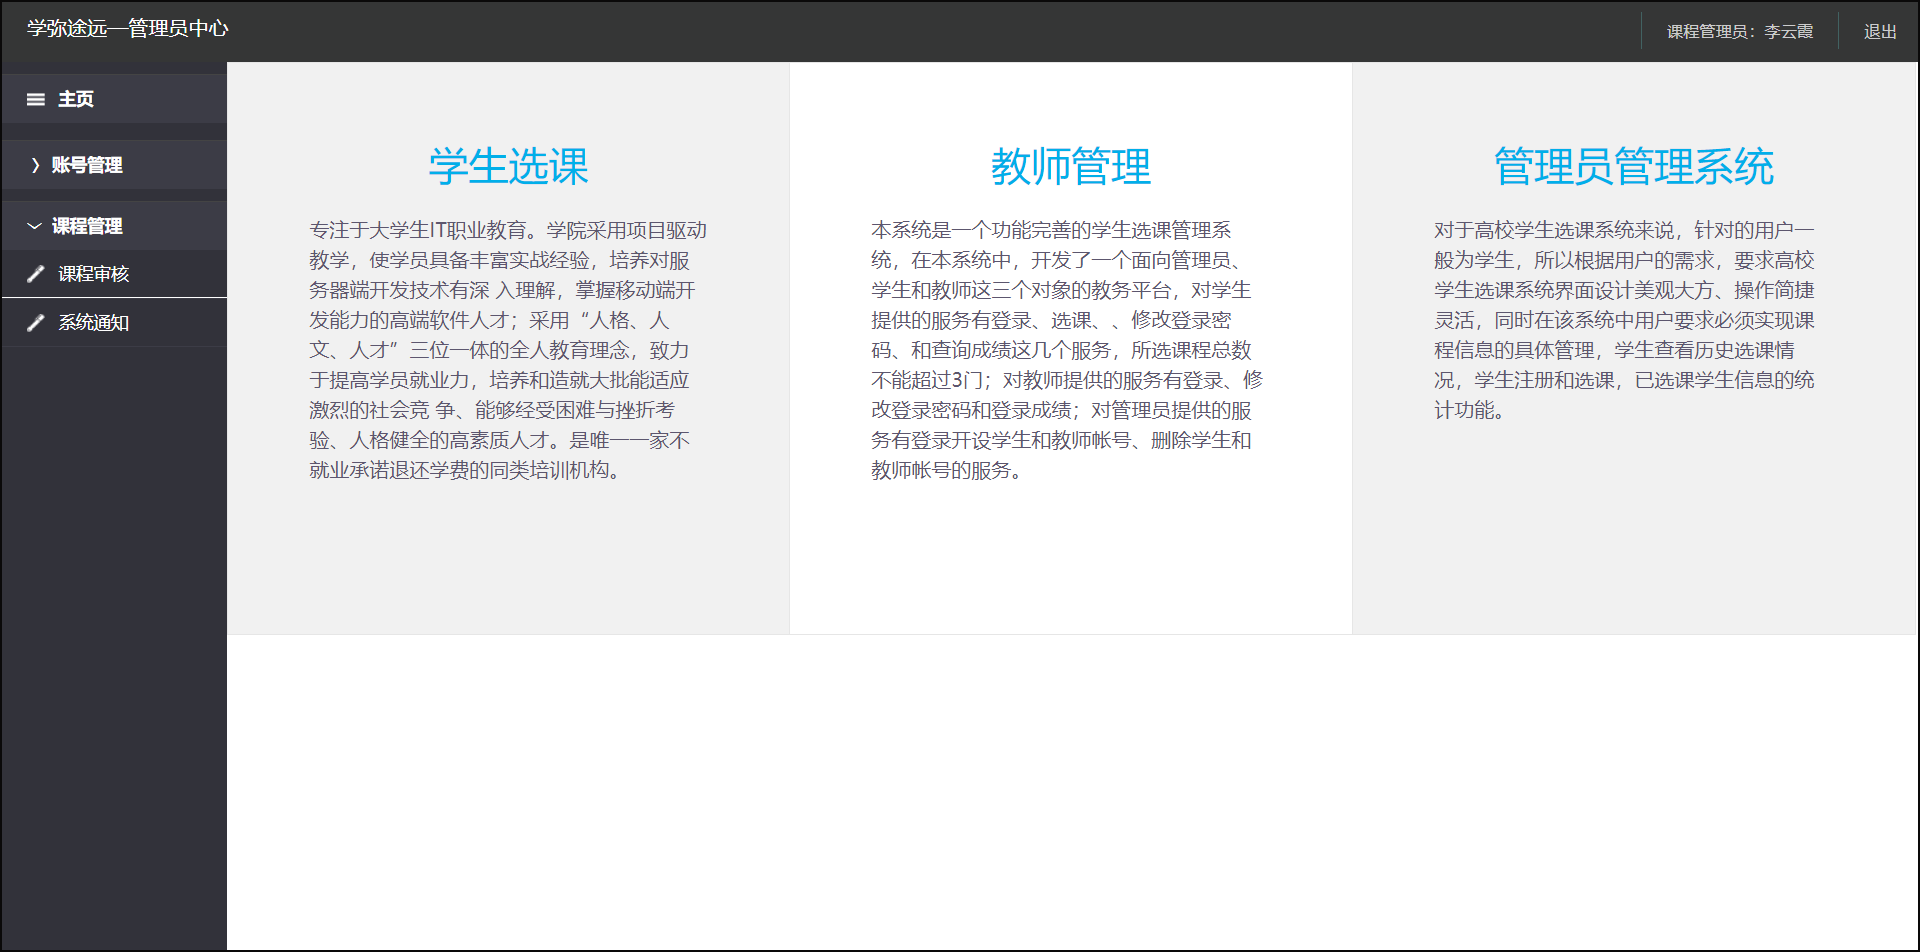 学弥途远—管理员中心
课程管理员：李云霞
退出
主页
账号管理
课程管理
课程审核
系统通知
学生选课
专注于大学生IT职业教育。学院采用项目驱动
教学，使学员具备丰富实战经验，培养对服
务器端开发技术有深 入理解，掌握移动端开
发能力的高端软件人才；采用“人格、人
文、人才”三位一体的全人教育理念，致力
于提高学员就业力，培养和造就大批能适应
激烈的社会竞 争、能够经受困难与挫折考
验、人格健全的高素质人才。是唯一一家不
就业承诺退还学费的同类培训机构。
教师管理
本系统是一个功能完善的学生选课管理系
统，在本系统中，开发了一个面向管理员、
学生和教师这三个对象的教务平台，对学生
提供的服务有登录、选课、、修改登录密
码、和查询成绩这几个服务，所选课程总数
不能超过3门；对教师提供的服务有登录、修
改登录密码和登录成绩；对管理员提供的服
务有登录开设学生和教师帐号、删除学生和
教师帐号的服务。
管理员管理系统
对于高校学生选课系统来说，针对的用户一
般为学生，所以根据用户的需求，要求高校
学生选课系统界面设计美观大方、操作简捷
灵活，同时在该系统中用户要求必须实现课
程信息的具体管理，学生查看历史选课情
况，学生注册和选课，已选课学生信息的统
计功能。